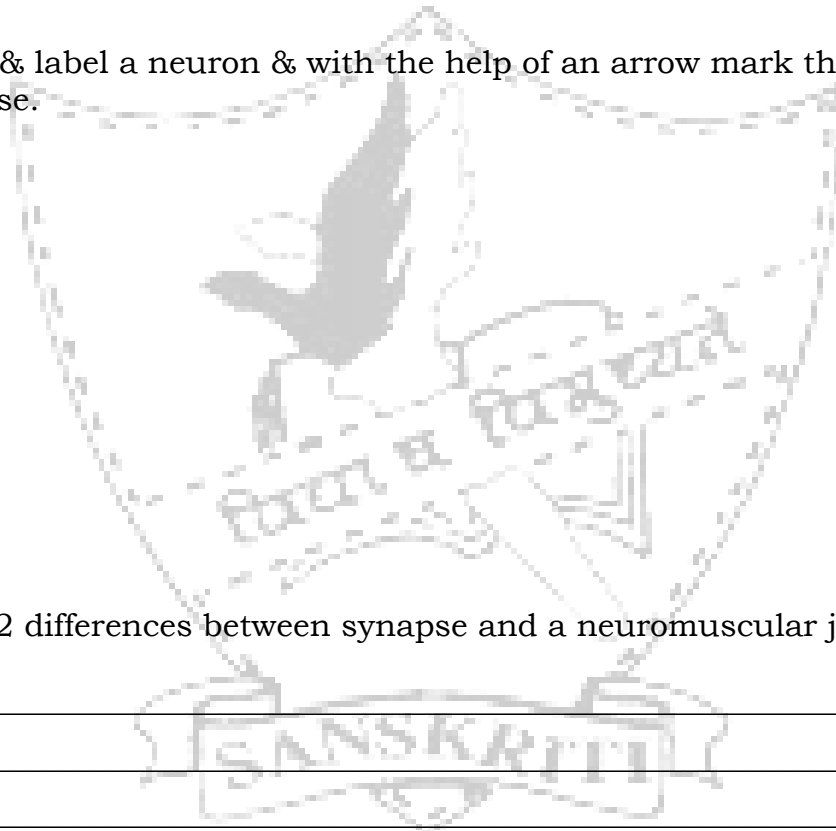 & label a neuron & with the help of an arrow mark th
se.
विद्या च विमुक्तये
2 differences between synapse and a neuromuscular j
SANSKRITI